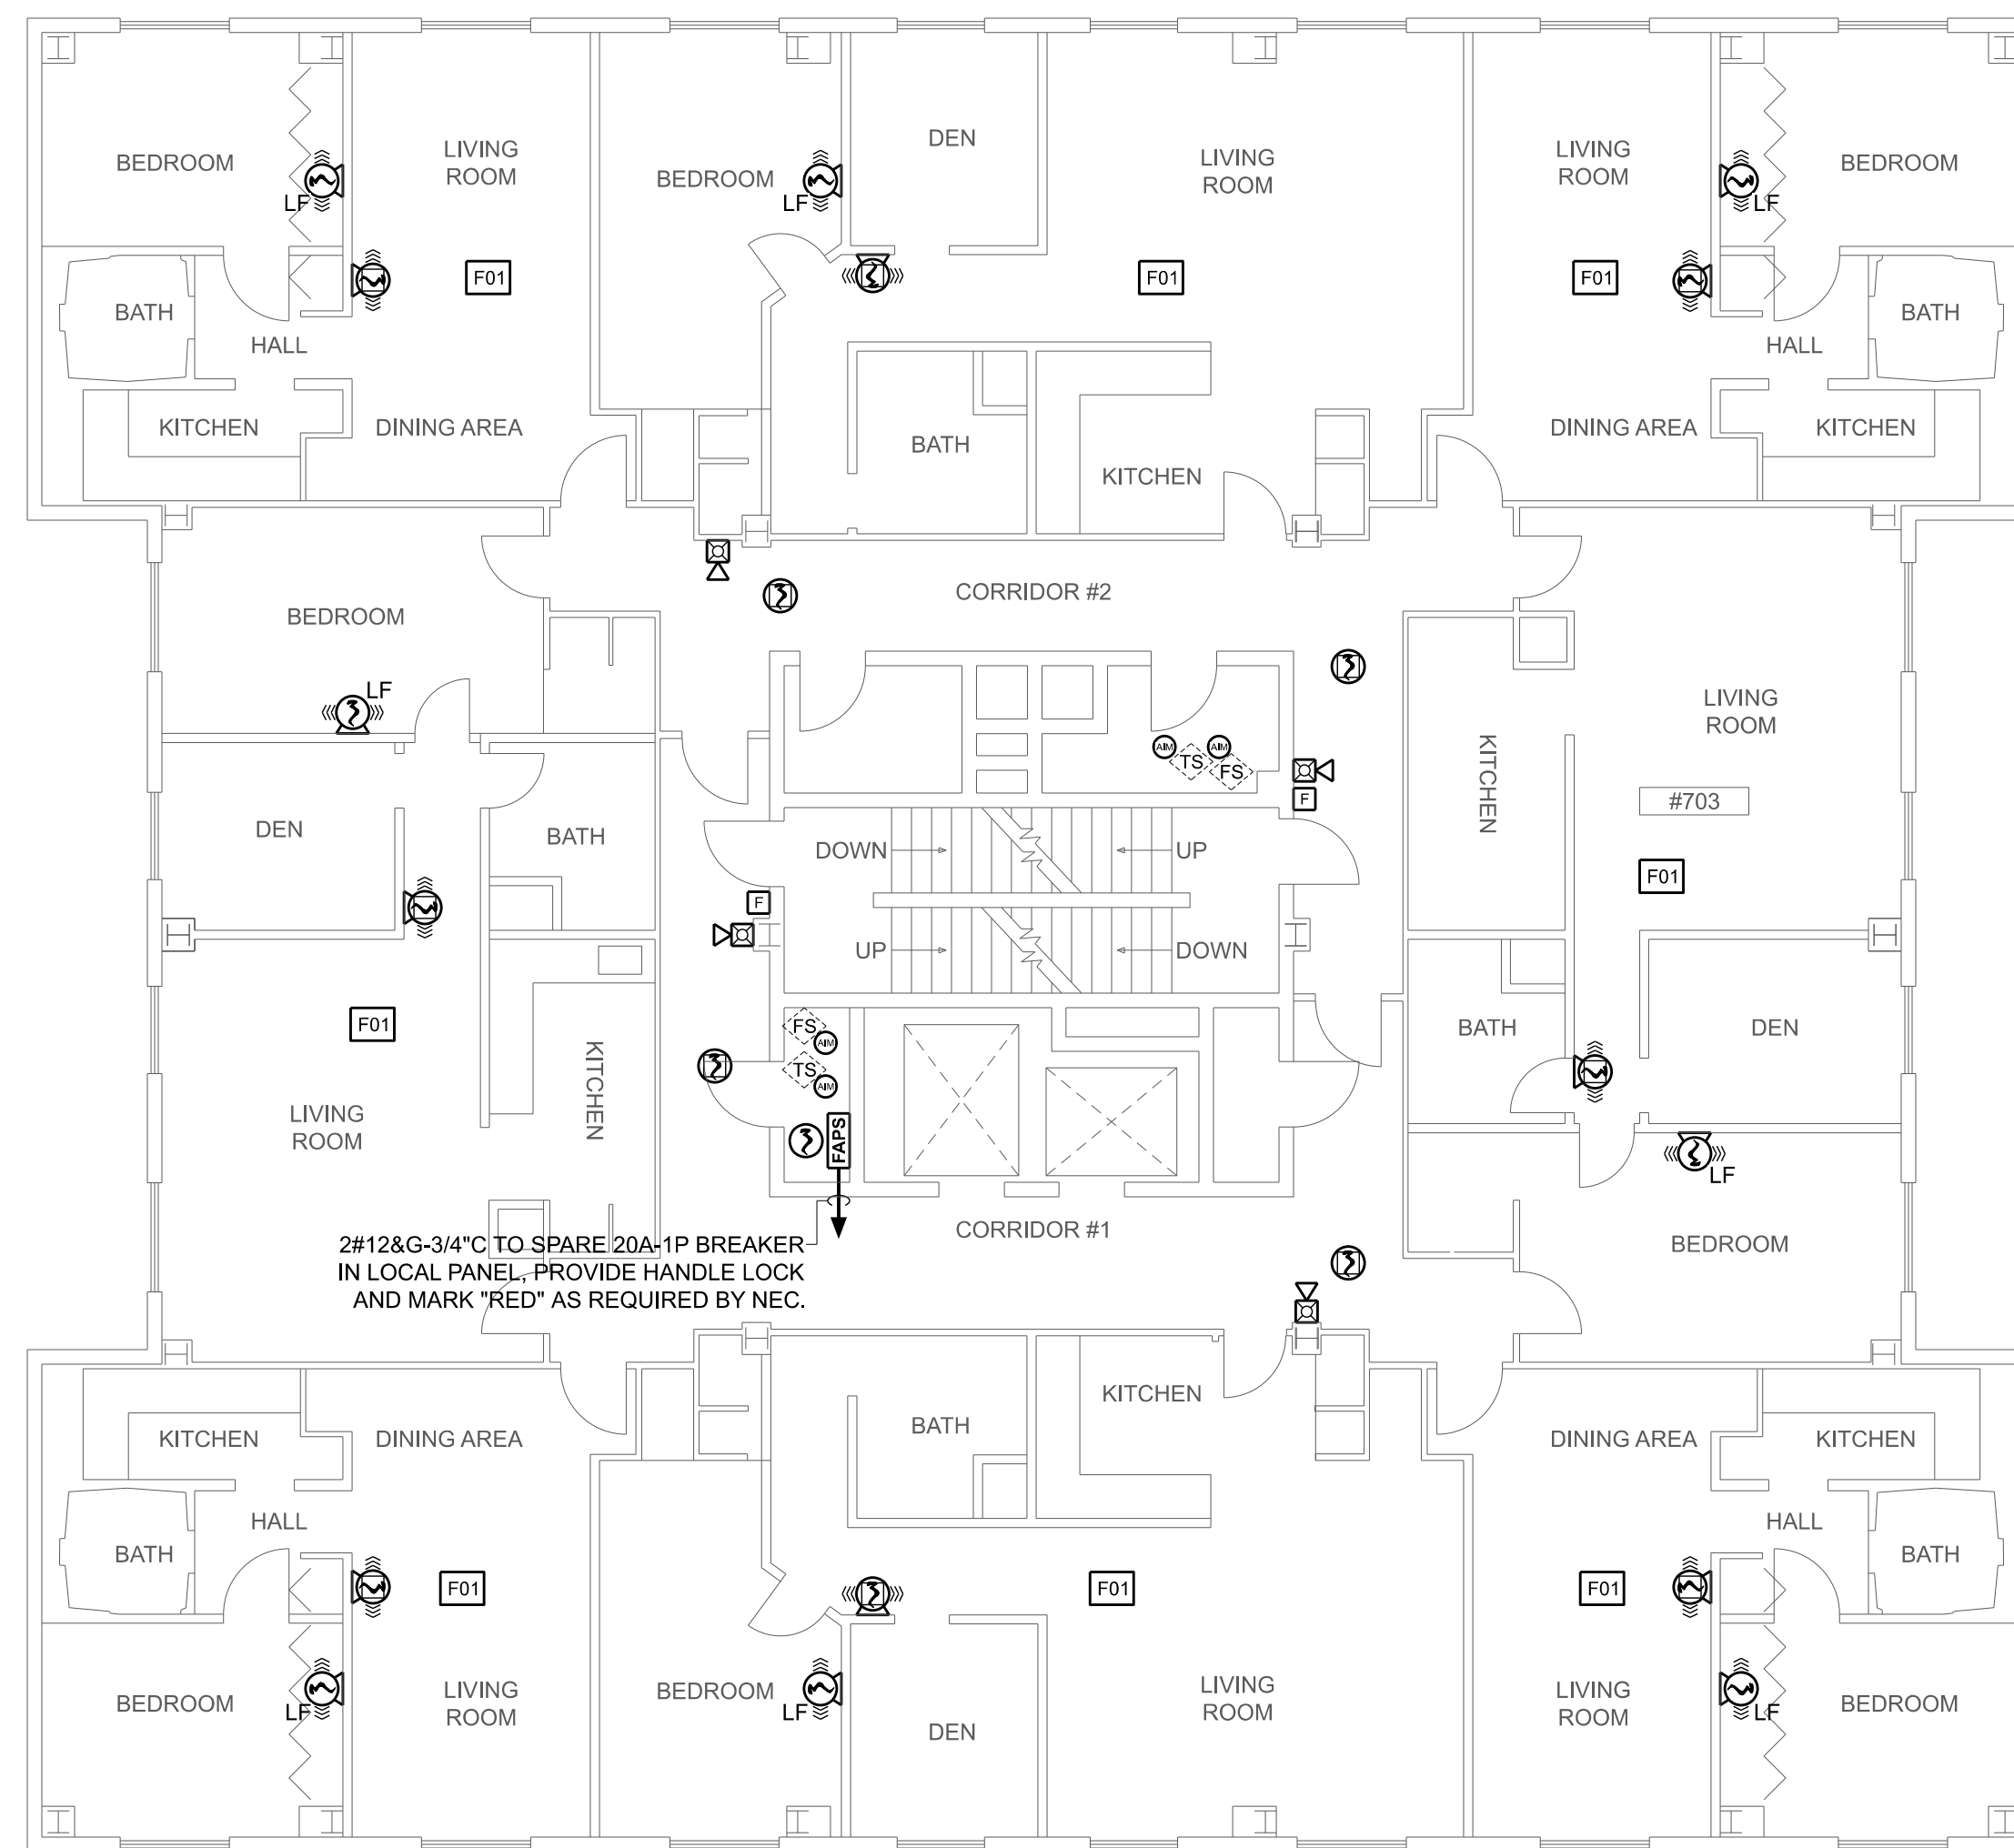 BEDROOM
LIVING
ROOM
BEDROOM
DEN
LIVING
ROOM
LIVING
ROOM
BEDROOM
LF
LF
LF
F01
F01
F01
BATH
HALL
HALL
BATH
KITCHEN
DINING AREA
BATH
KITCHEN
DINING AREA
KITCHEN
CORRIDOR #2
BEDROOM
LF
LIVING
ROOM
KITCHEN
AIM
TS
AIM
FS
#703
F
DEN
BATH
DOWN
UP
F01
F
UP
DOWN
F01
FS
AIM
TS
AIM
BATH
DEN
KITCHEN
LIVING
ROOM
FAPS
LF
CORRIDOR #1
BEDROOM
2#12&G-3/4"C TO SPARE 20A-1P BREAKER
IN LOCAL PANEL, PROVIDE HANDLE LOCK
AND MARK "RED" AS REQUIRED BY NEC.
KITCHEN
DINING AREA
BATH
KITCHEN
DINING AREA
KITCHEN
HALL
HALL
BATH
BATH
F01
F01
F01
BEDROOM
LF
LIVING
ROOM
BEDROOM
LF
DEN
LIVING
ROOM
LIVING
ROOM
LF
BEDROOM